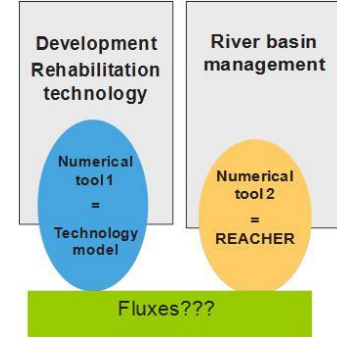 Development
Rehabilitation
technology
River basin
management
Numerical
tool 1
=
Technology
model
Numerical
tool 2
=
REACHER
Fluxes???